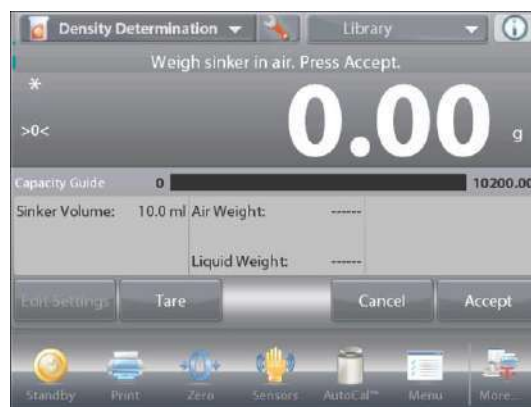 Density Determination
Library
Weigh sinker in air. Press Accept.
*
>0<
0.00 g
Capacity Guide 0 10200.00
Sinker Volume: 10.0 ml Air Weight: ------
Liquid Weight: ------
Edit Settings Tare Cancel Accept
Standby Print Zero Sensors AutoCal™ Menu More...